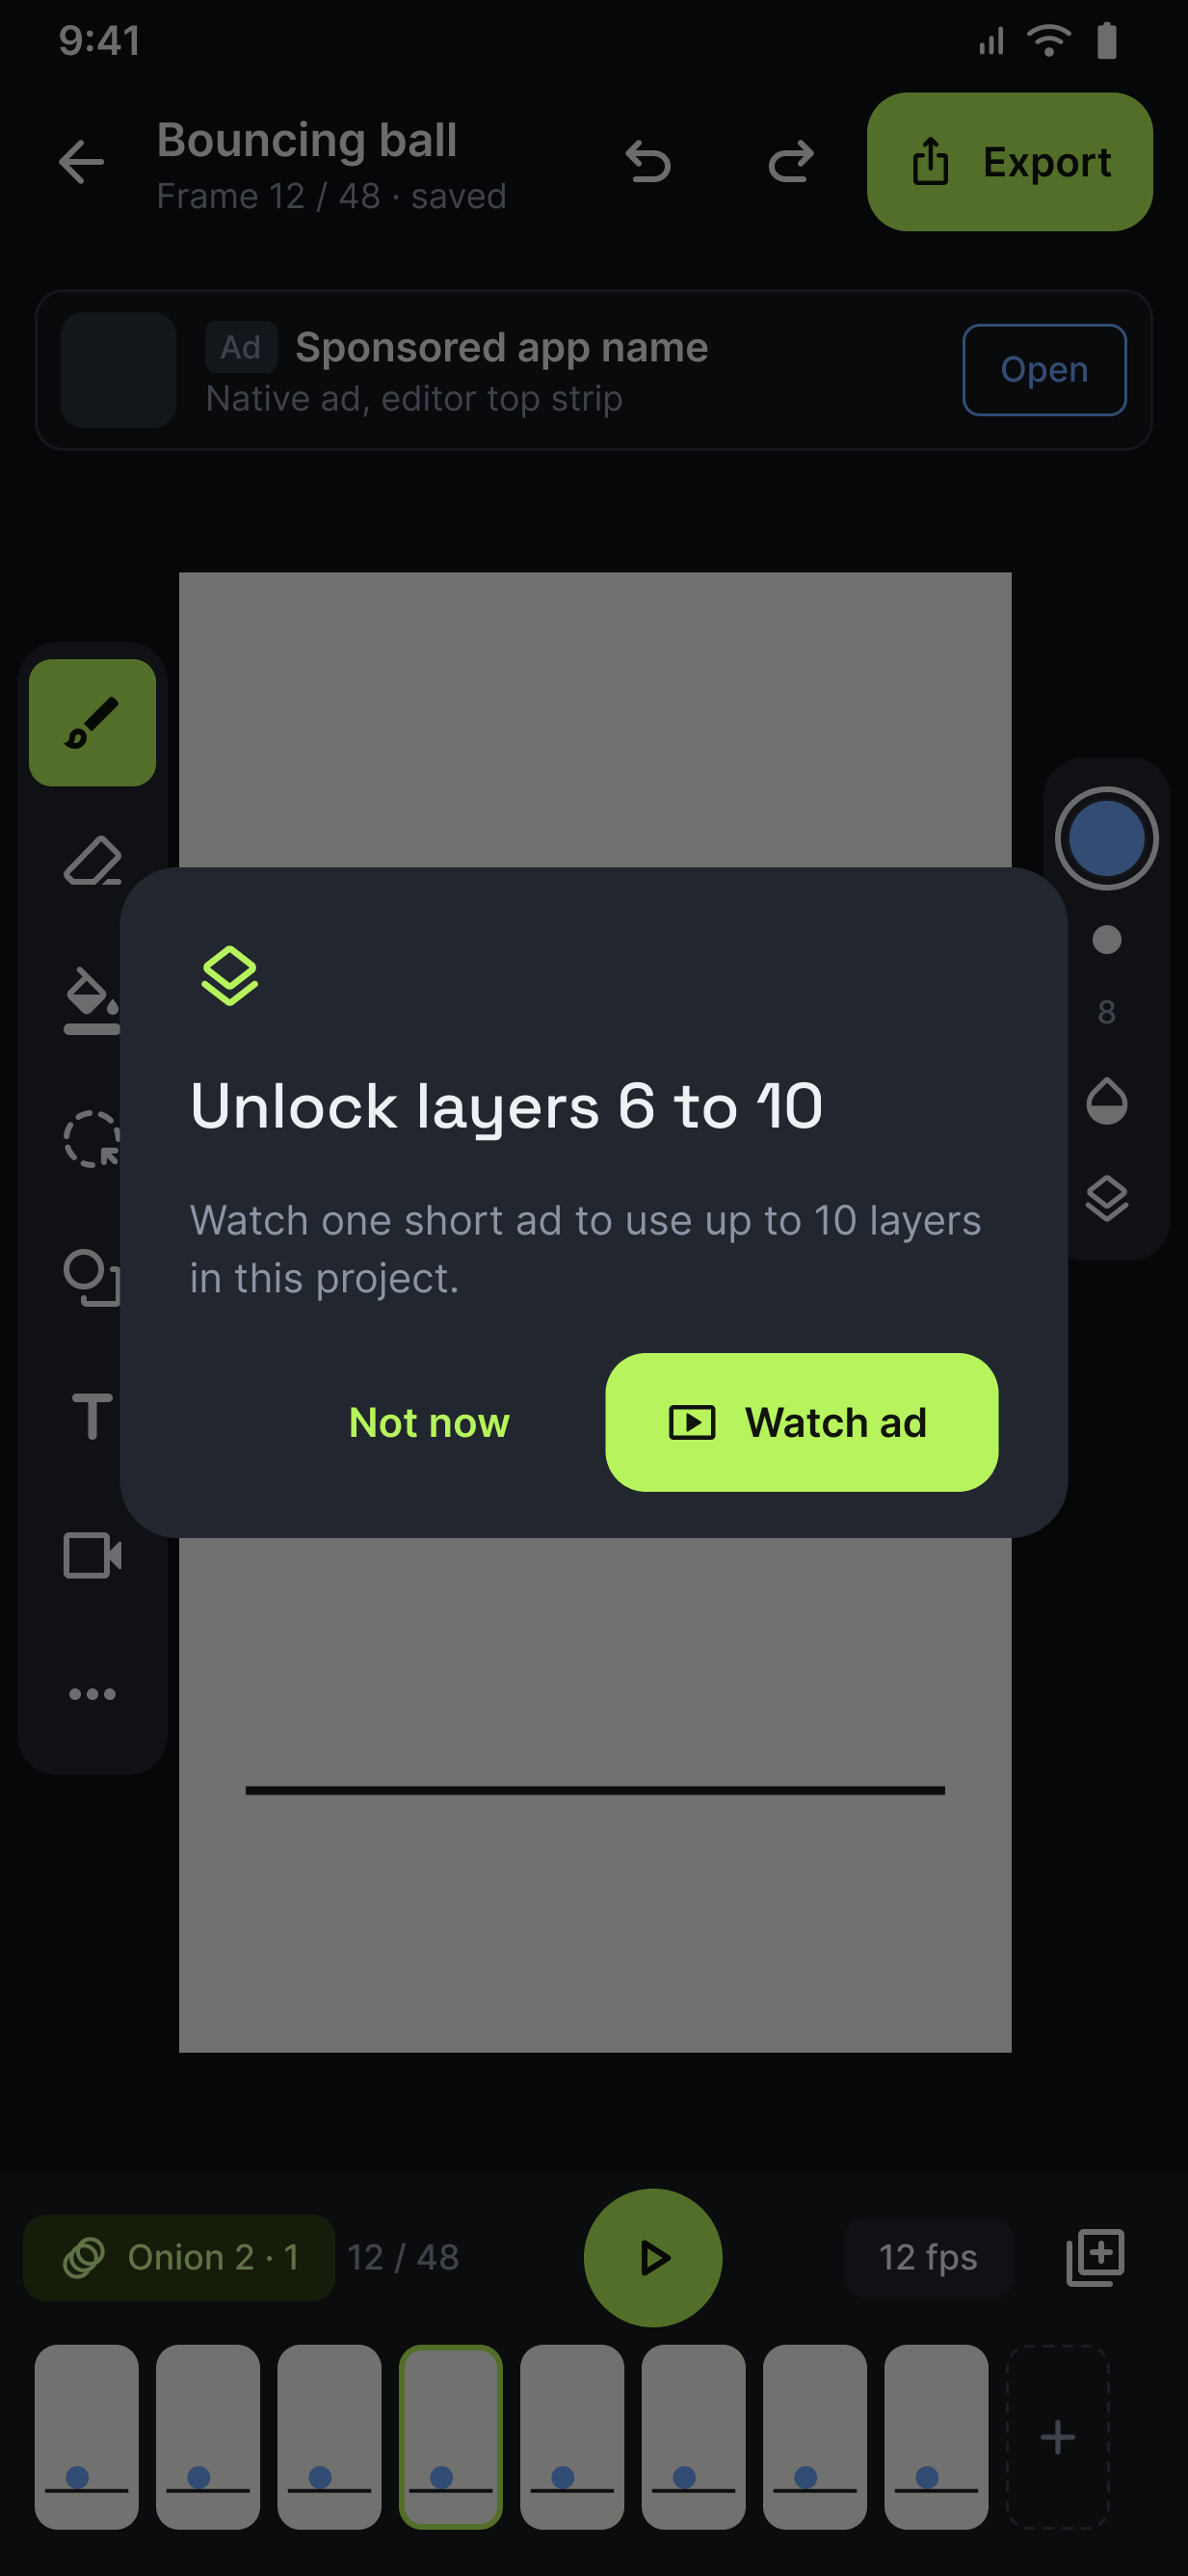 9:41
Bouncing ball
Frame 12 / 48 · saved
Export
Ad Sponsored app name
Native ad, editor top strip
Open
8
Unlock layers 6 to 10
Watch one short ad to use up to 10 layers
in this project.
Not now
Watch ad
Onion 2 · 1
12 / 48
12 fps